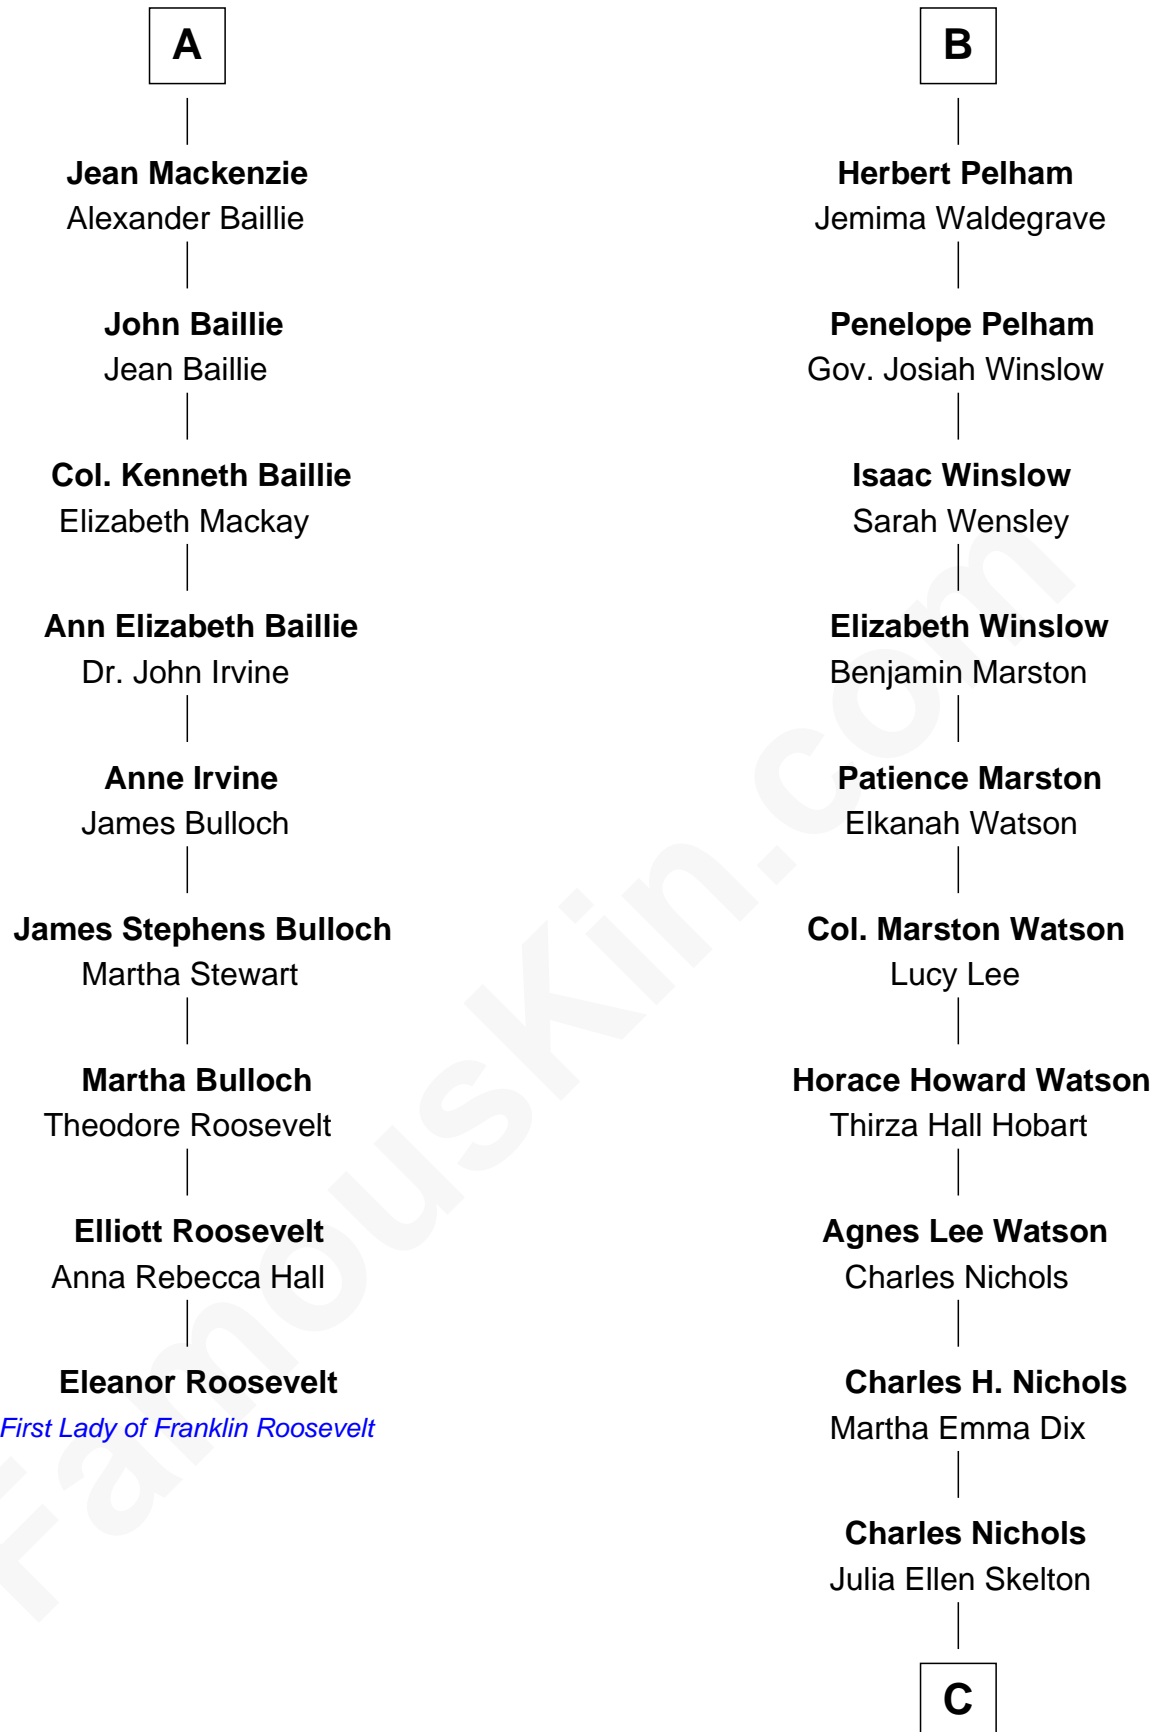 A
Jean Mackenzie
Alexander Baillie
John Baillie
Jean Baillie
Col. Kenneth Baillie
Elizabeth Mackay
Ann Elizabeth Baillie
Dr. John Irvine
Anne Irvine
James Bulloch
James Stephens Bulloch
Martha Stewart
Martha Bulloch
Theodore Roosevelt
Elliott Roosevelt
Anna Rebecca Hall
Eleanor Roosevelt
First Lady of Franklin Roosevelt
B
Herbert Pelham
Jemima Waldegrave
Penelope Pelham
Gov. Josiah Winslow
Isaac Winslow
Sarah Wensley
Elizabeth Winslow
Benjamin Marston
Patience Marston
Elkanah Watson
Col. Marston Watson
Lucy Lee
Horace Howard Watson
Thirza Hall Hobart
Agnes Lee Watson
Charles Nichols
Charles H. Nichols
Martha Emma Dix
Charles Nichols
Julia Ellen Skelton
C
FamousKin.com